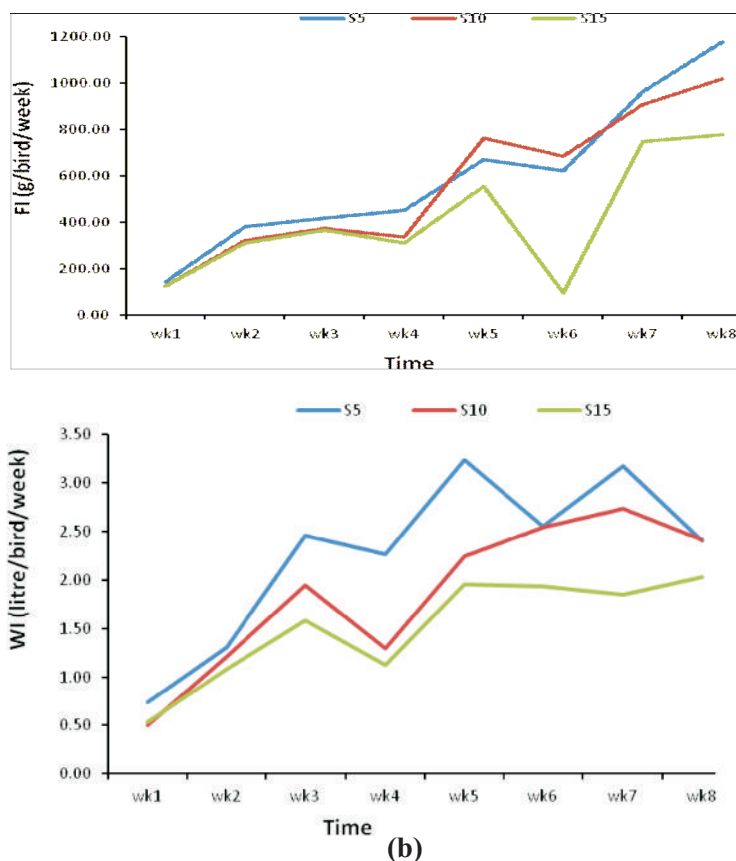 S5 S10 S15
1200.00
1000.00
800.00
600.00
400.00
200.00
0.00
FI (g/bird/week)
wk1 wk2 wk3 wk4 wk5 wk6 wk7 wk8
Time
S5 S10 S15
3.50
3.00
2.50
2.00
1.50
1.00
0.50
0.00
WI (litre/bird/week)
wk1 wk2 wk3 wk4 wk5 wk6 wk7 wk8
Time
(b)